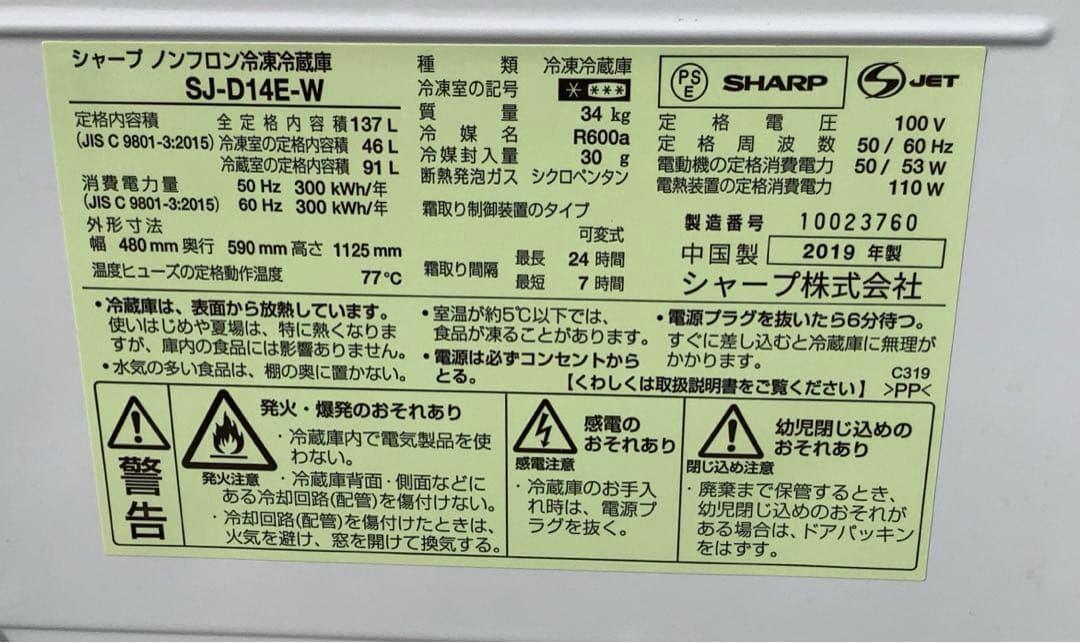 シャープ ノンフロン冷凍冷蔵庫
SJ-D14E-W
定格内容積 全定格内容積 137 L
(JIS C 9801-3:2015) 冷凍室の定格内容積 46 L
冷蔵室の定格内容積 91 L
消費電力量 50 Hz 300 kWh/年
(JIS C 9801-3:2015) 60 Hz 300 kWh/年
外形寸法
幅 480 mm 奥行 590 mm 高さ 1125 mm
温度ヒューズの定格動作温度 77℃
種類 冷凍冷蔵庫
冷凍室の記号 * ***
質量 34 kg
冷媒名 R600a
冷媒封入量 30 g
断熱発泡ガス シクロペンタン
霜取り制御装置のタイプ
可変式
霜取り間隔 最長 24 時間
最短 7 時間
PS
E
SHARP
S JET
定格電圧 100 V
定格周波数 50 / 60 Hz
電動機の定格消費電力 50 / 53 W
電熱装置の定格消費電力 110 W
製造番号 10023760
中国製 2019 年製
シャープ株式会社
・冷蔵庫は、表面から放熱しています。
使いはじめや夏場は、特に熱くなりま
すが、庫内の食品には影響ありません。
・水気の多い食品は、棚の奥に置かない。
・室温が約5℃以下では、
食品が凍ることがあります。
・電源は必ずコンセントから
とる。
・電源プラグを抜いたら6分待つ。
すぐに差し込むと冷蔵庫に無理が
かかります。
【くわしくは取扱説明書をご覧ください】
C319
>PP<
警告
発火・爆発のおそれあり
発火注意
・冷蔵庫内で電気製品を使
わない。
・冷蔵庫背面・側面などに
ある冷却回路(配管)を傷付けない。
・冷却回路(配管)を傷付けたときは、
火気を避け、窓を開けて換気する。
感電の
おそれあり
感電注意
・冷蔵庫のお手入
れ時は、電源プ
ラグを抜く。
幼児閉じ込めの
おそれあり
閉じ込め注意
・廃棄まで保管するとき、
幼児閉じ込めのおそれが
ある場合は、ドアパッキン
をはずす。